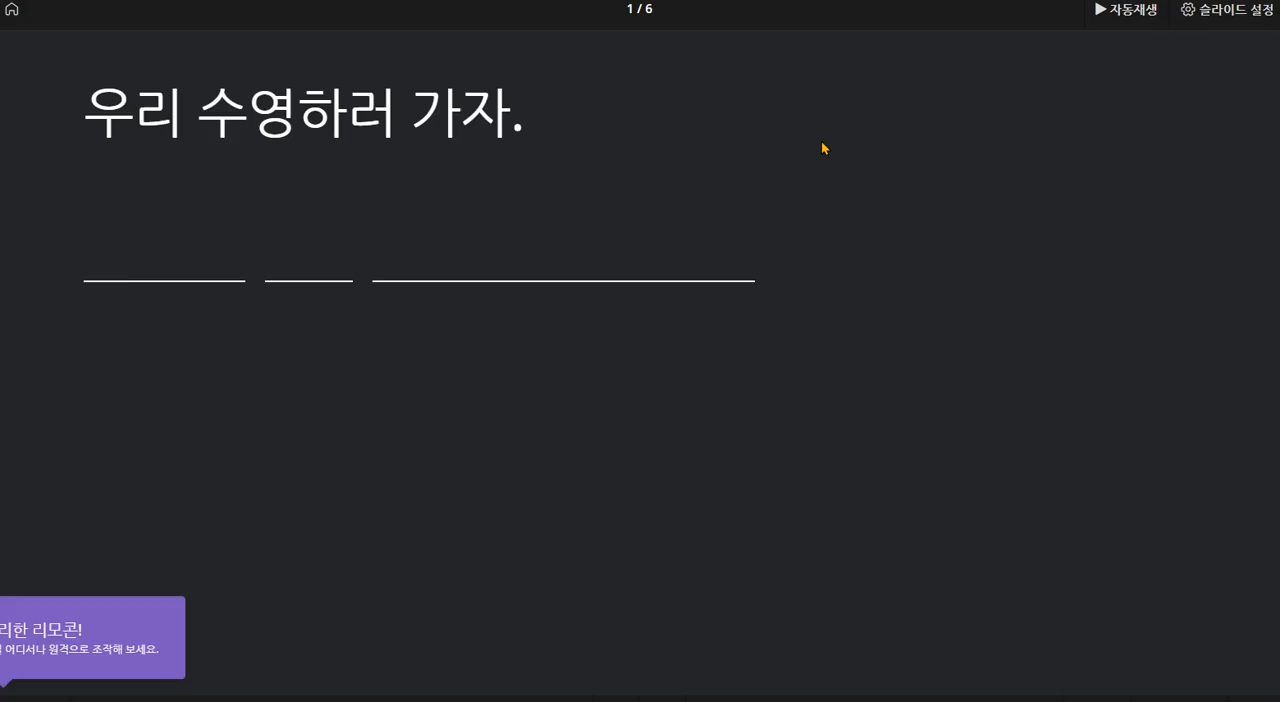 1 / 6
▶ 자동재생
슬라이드 설정
우리 수영하러 가자.
리한 리모콘!
어디서나 원격으로 조작해 보세요.